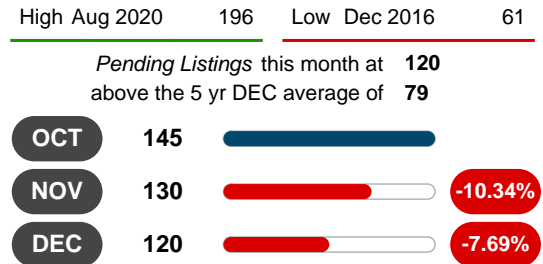 High Aug 2020 196 Low Dec 2016 61
Pending Listings this month at 120
above the 5 yr DEC average of 79
OCT 145
NOV 130 -10.34%
DEC 120 -7.69%